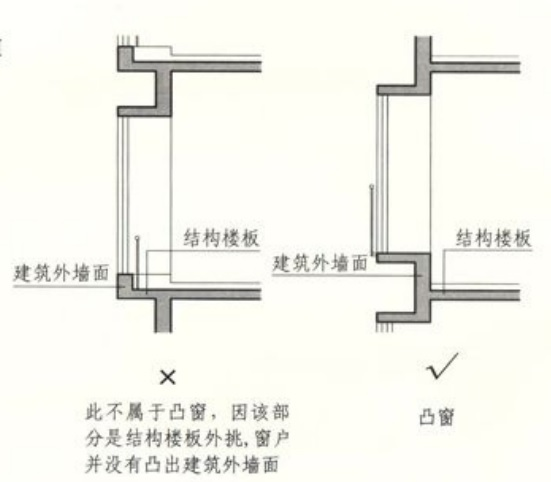 结构楼板
结构楼板
建筑外墙面
建筑外墙面
×
√
此不属于凸窗，因该部
分是结构楼板外挑，窗户
并没有凸出建筑外墙面
凸窗